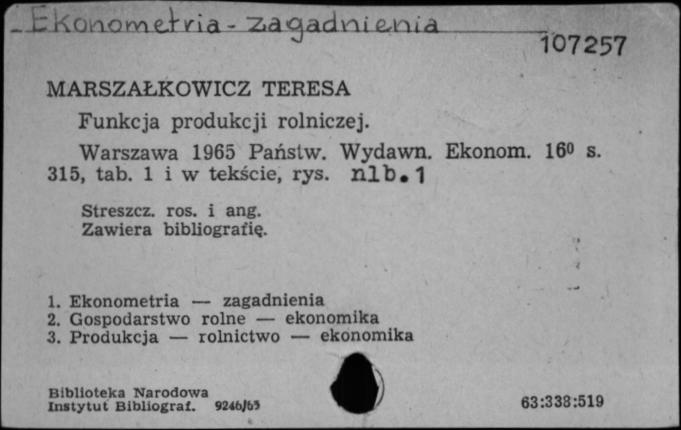 Ekonometria - zagadnienia
107257
MARSZAŁKOWICZ TERESA
Funkcja produkcji rolniczej.
Warszawa 1965 Państw. Wydawn. Ekonom. 16⁰ s.
315, tab. 1 i w tekście, rys. nlb.1
Streszcz. ros. i ang.
Zawiera bibliografię.
1. Ekonometria — zagadnienia
2. Gospodarstwo rolne — ekonomika
3. Produkcja — rolnictwo — ekonomika
Biblioteka Narodowa
Instytut Bibliograf. 9246/65
63:338:519